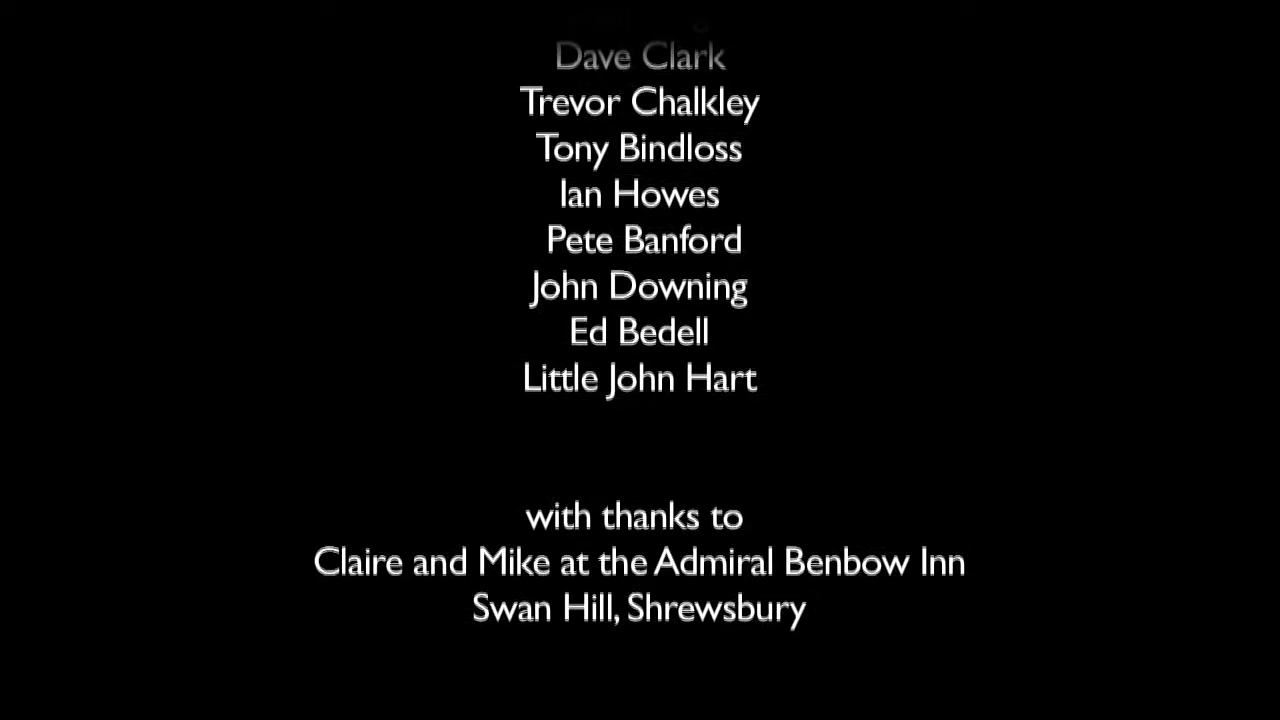 Dave Clark
Trevor Chalkley
Tony Bindloss
Ian Howes
Pete Banford
John Downing
Ed Bedell
Little John Hart
with thanks to
Claire and Mike at the Admiral Benbow Inn
Swan Hill, Shrewsbury